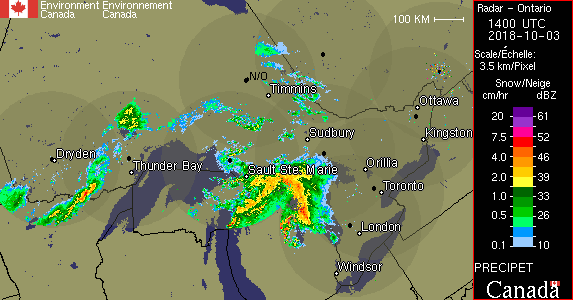 Environment Environnement
Canada Canada
100 KM
Radar - Ontario
1400 UTC
2018-10-03
Scale/Échelle:
3.5 km/Pixel
Snow/Neige
cm/hr dBZ
20 61
7.5 52
4.0 46
2.0 39
1.0 33
0.5 26
0.1 10
PRECIPET
Canada
N/O
Timmins
Ottawa
Sudbury
Kingston
Dryden
Thunder Bay
Sault Ste. Marie
Orillia
Toronto
London
Windsor